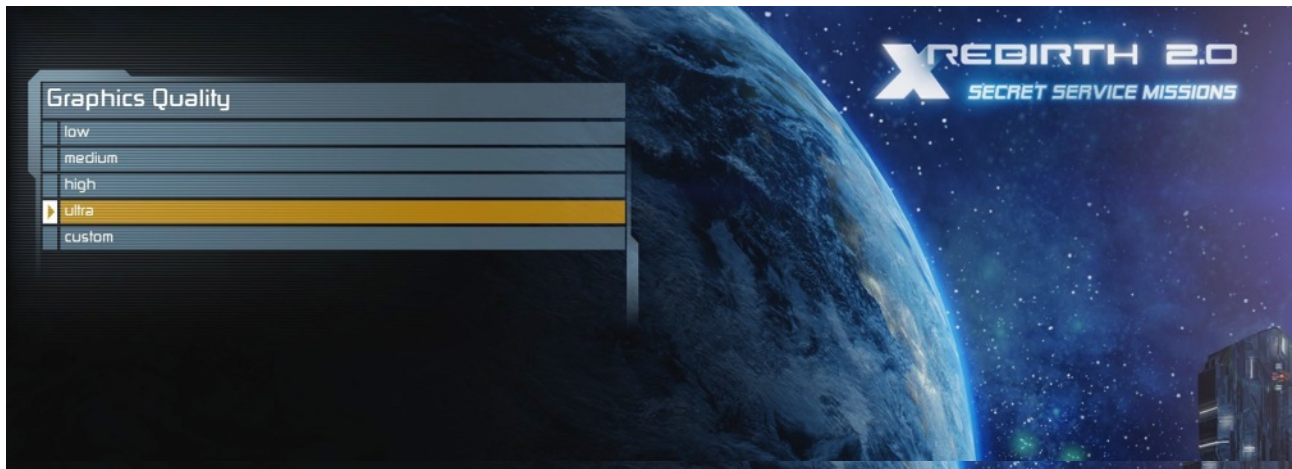 Graphics Quality
low
medium
high
ultra
custom
X REBIRTH 2.0
SECRET SERVICE MISSIONS